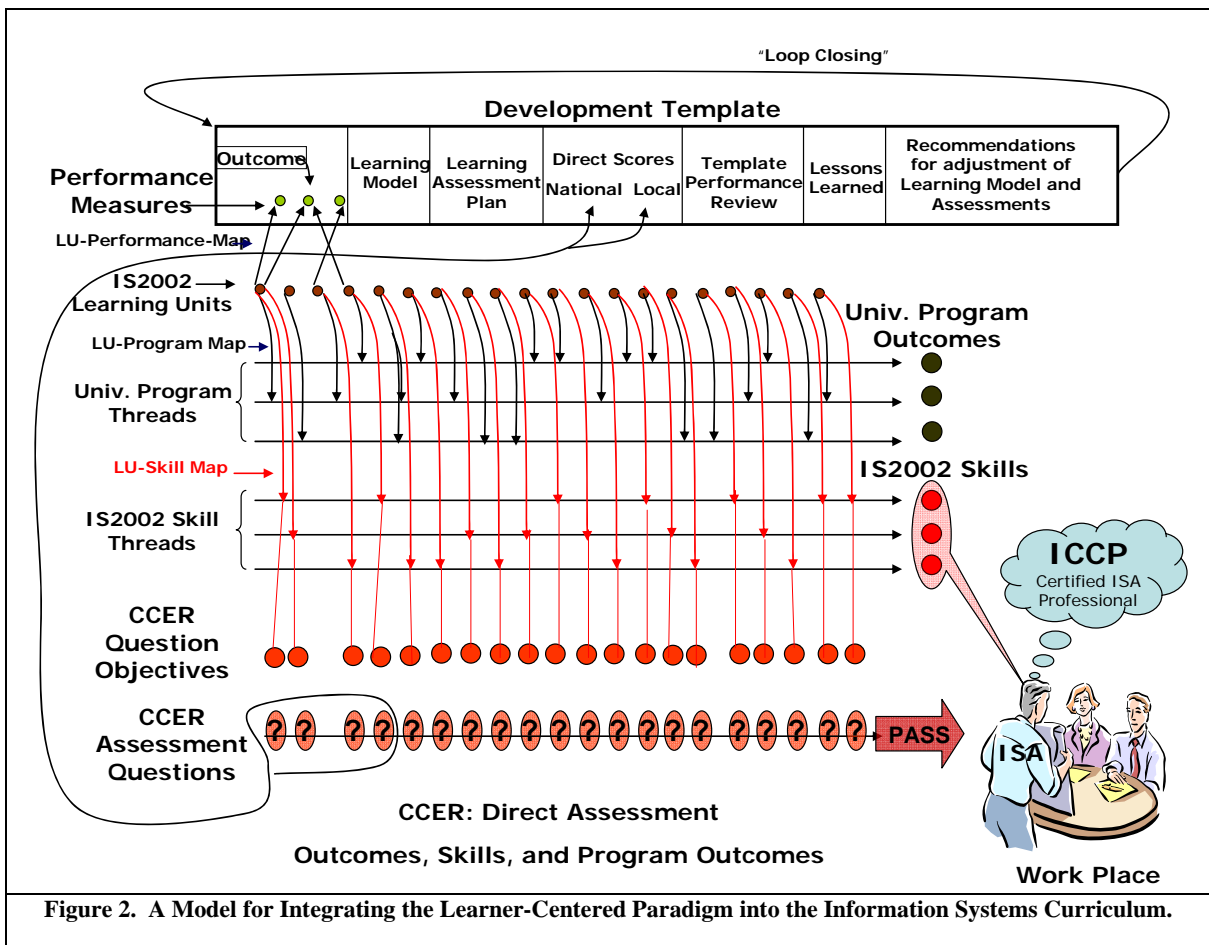 “Loop Closing”
Development Template
Outcome
Learning
Model
Learning
Assessment
Plan
Direct Scores
National Local
Template
Performance
Review
Lessons
Learned
Recommendations
for adjustment of
Learning Model and
Assessments
Performance
Measures
LU-Performance-Map
IS2002
Learning Units
LU-Program Map
Univ. Program
Outcomes
Univ. Program
Threads
LU-Skill Map
IS2002 Skills
IS2002 Skill
Threads
ICCP
Certified ISA
Professional
CCER
Question
Objectives
CCER
Assessment
Questions
? ? ? ? ? ? ? ? ? ? ? ? ? ? ? ? ? ? ? ?
PASS
ISA
CCER: Direct Assessment
Outcomes, Skills, and Program Outcomes
Work Place
Figure 2. A Model for Integrating the Learner-Centered Paradigm into the Information Systems Curriculum.